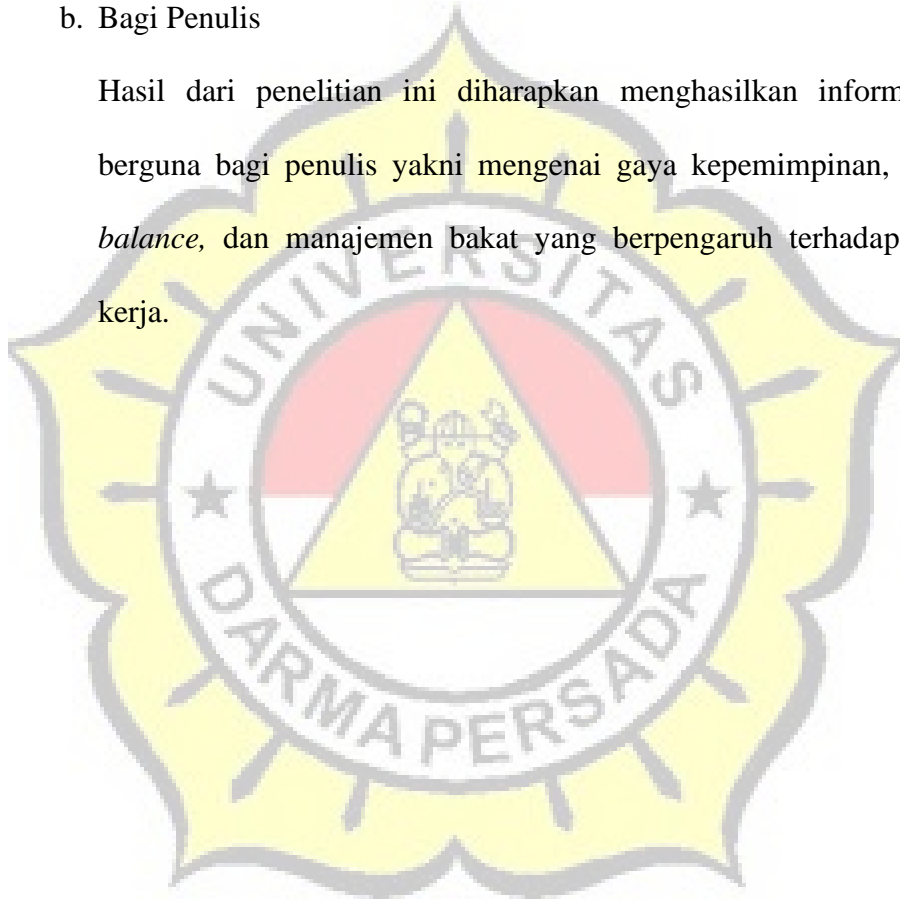 b. Bagi Penulis
Hasil dari penelitian ini diharapkan menghasilkan inform
berguna bagi penulis yakni mengenai gaya kepemimpinan,
balance, dan manajemen bakat yang berpengaruh terhadap
kerja.
UNIVERSITAS
DARMA PERSADA